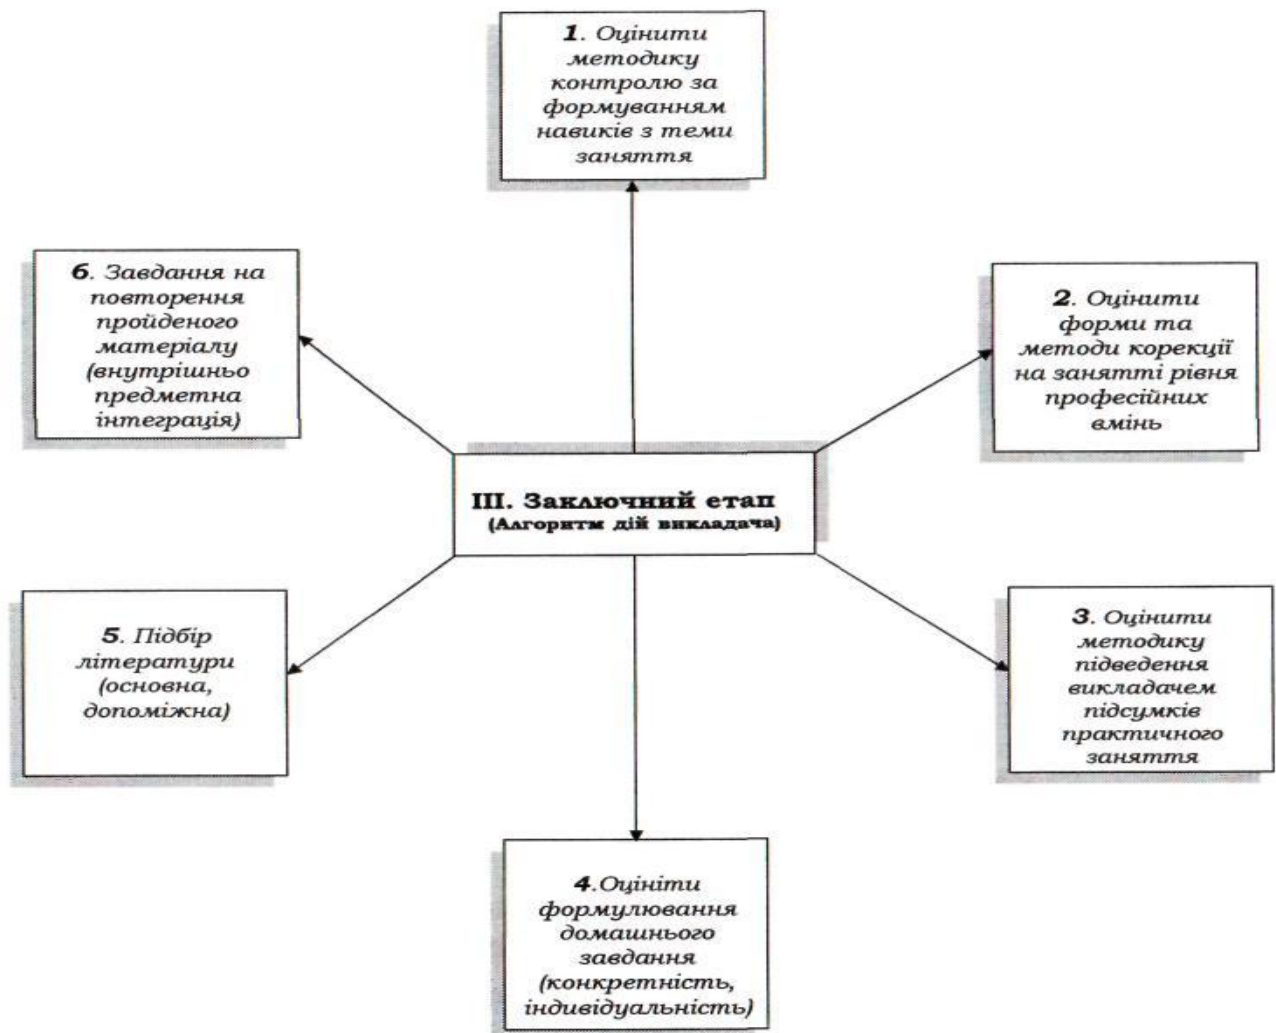 1. Оцінити
методику
контролю за
формуванням
навиків з теми
заняття
6. Завдання на
повторення
пройденого
матеріалу
(внутрішньо
предметна
інтеграція)
2. Оцінити
форми та
методи корекції
на занятті рівня
професійних
вмінь
III. Заключний етап
(Алгоритм дій викладача)
5. Підбір
літератури
(основна,
допоміжна)
3. Оцінити
методику
підведення
викладачем
підсумків
практичного
заняття
4.Оцініти
формулювання
домашнього
завдання
(конкретність,
індивідуальність)